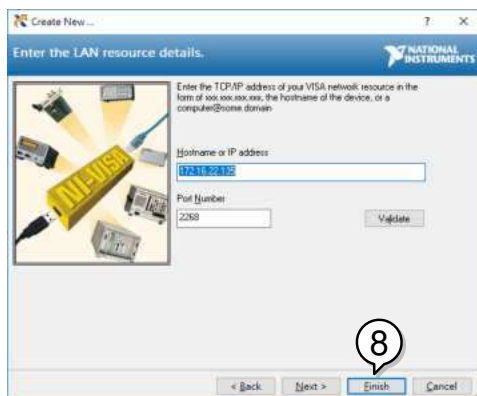 Create New...
? ×
Enter the LAN resource details.
NATIONAL
INSTRUMENTS
Enter the TCP/IP address of your VISA network resource in the
form of xxx.xxx.xxx.xxx, the hostname of the device, or a
computer@some.domain
NI-VISA
Hostname or IP address
172.16.22.135
Port Number
2268
Validate
8
< Back
Next >
Finish
Cancel